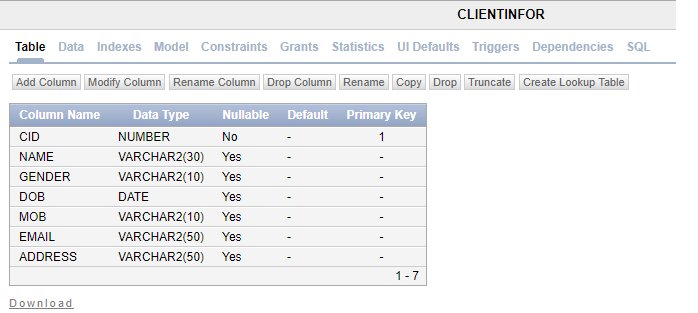 CLIENTINFOR
Table Data Indexes Model Constraints Grants Statistics UI Defaults Triggers Dependencies SQL
Add Column Modify Column Rename Column Drop Column Rename Copy Drop Truncate Create Lookup Table
Column Name Data Type Nullable Default Primary Key
CID NUMBER No - 1
NAME VARCHAR2(30) Yes - -
GENDER VARCHAR2(10) Yes - -
DOB DATE Yes - -
MOB VARCHAR2(10) Yes - -
EMAIL VARCHAR2(50) Yes - -
ADDRESS VARCHAR2(50) Yes - -
1 - 7
Download